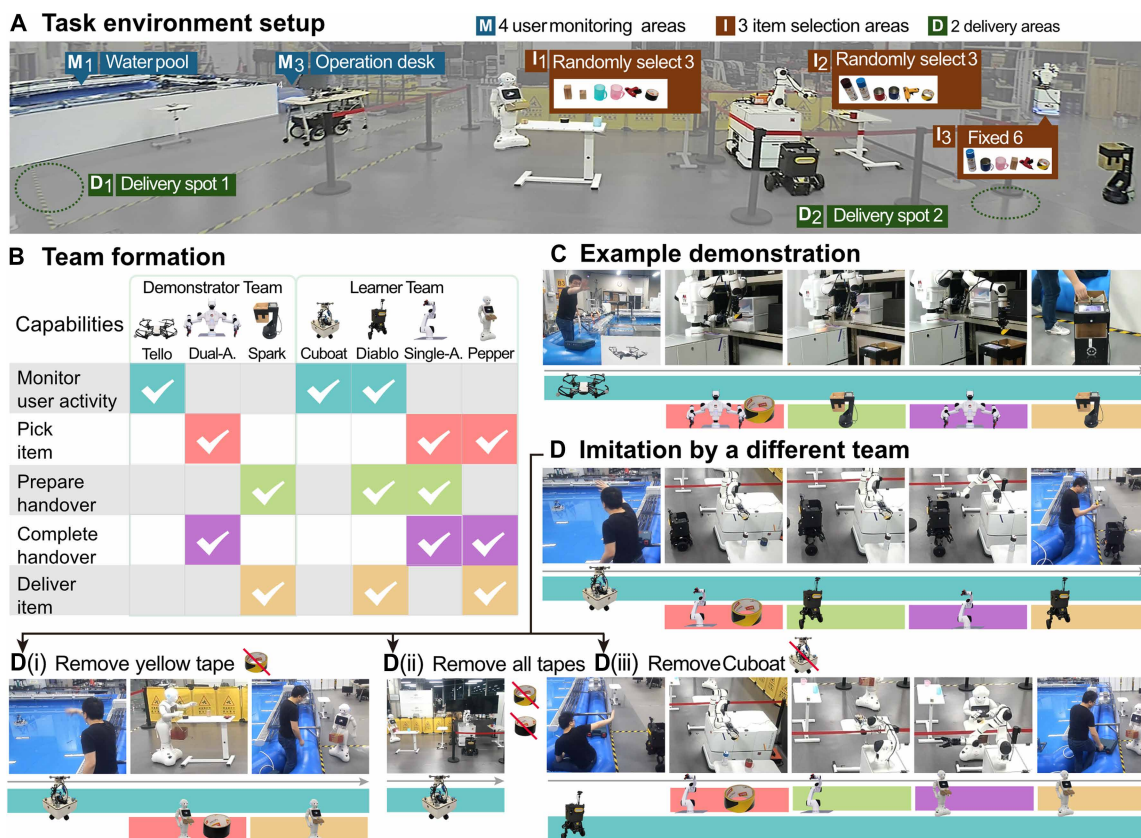 A Task environment setup
M 4 user monitoring areas
I 3 item selection areas
D 2 delivery areas
M1 Water pool
M3 Operation desk
I1 Randomly select 3
I2 Randomly select 3
I3 Fixed 6
D1 Delivery spot 1
D2 Delivery spot 2
B Team formation
Demonstrator Team
Learner Team
Capabilities
Tello
Dual-A.
Spark
Cuboat
Diablo
Single-A.
Pepper
Monitor
user activity
Pick
item
Prepare
handover
Complete
handover
Deliver
item
C Example demonstration
D Imitation by a different team
D(i) Remove yellow tape
D(ii) Remove all tapes
D(iii) Remove Cuboat